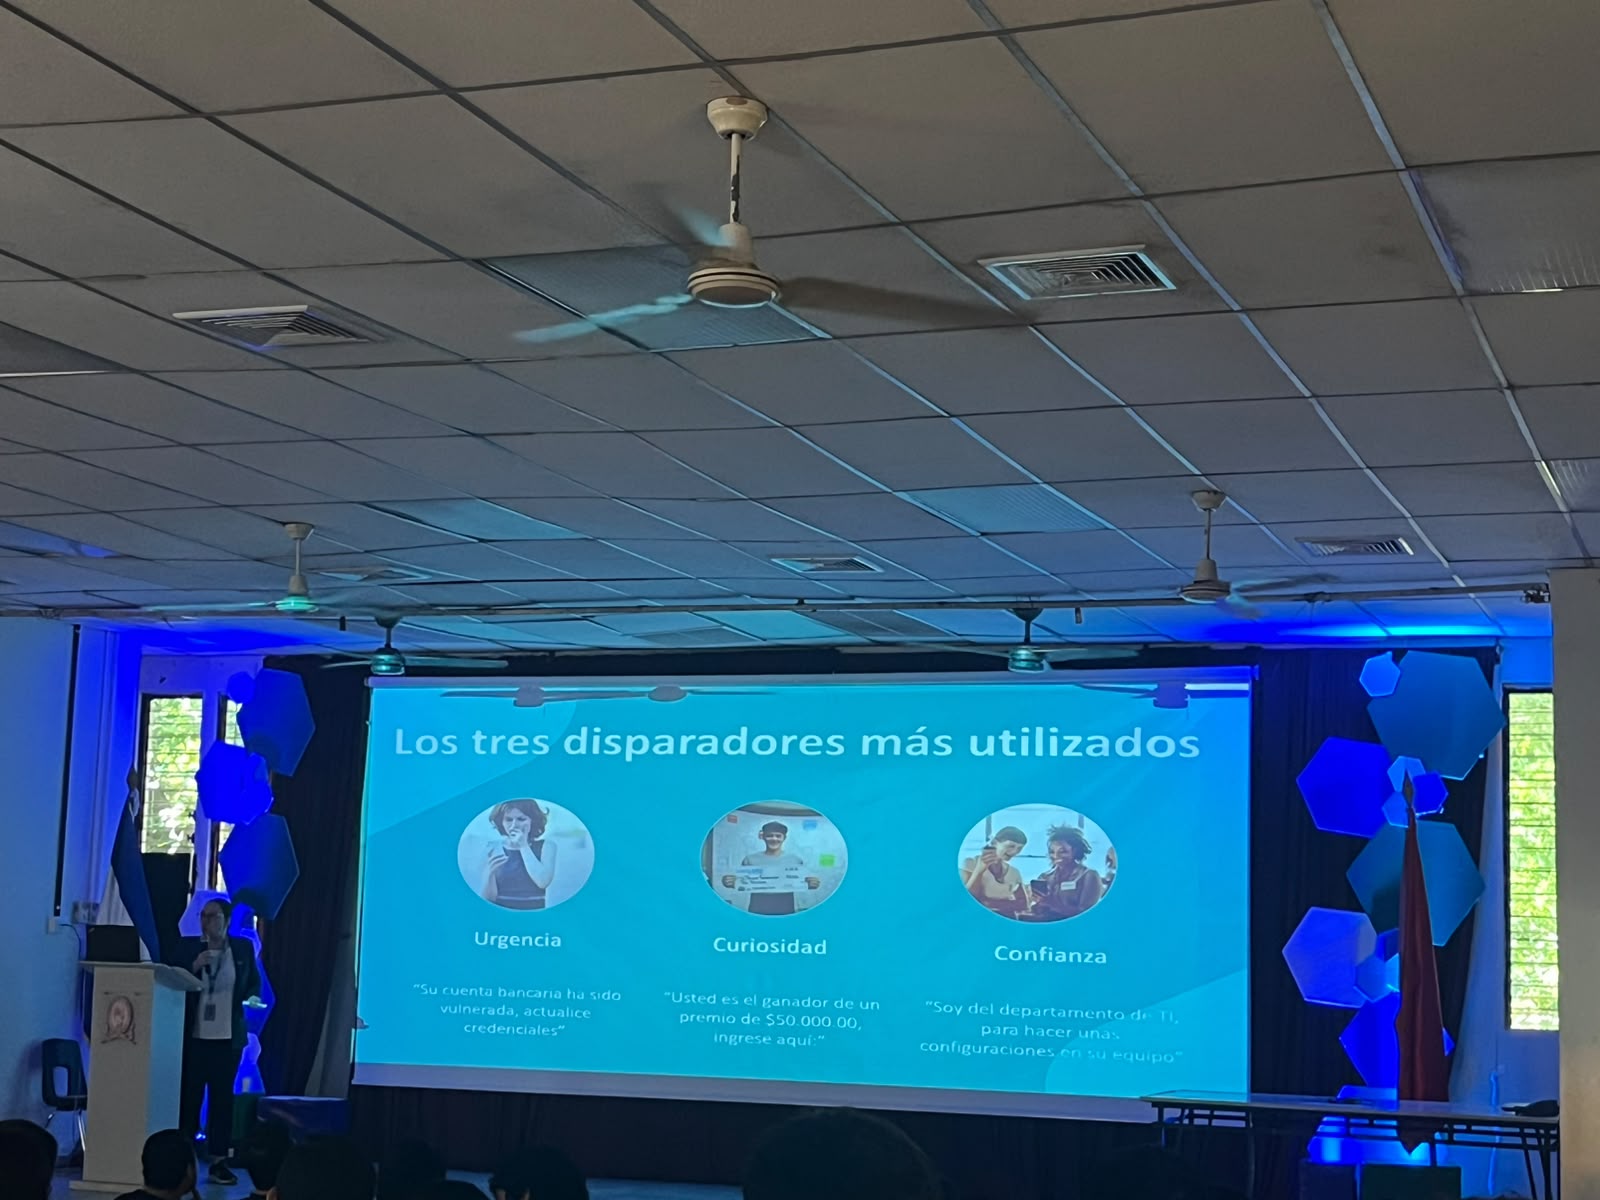 Los tres disparadores más utilizados
Urgencia
"Su cuenta bancaria ha sido
vulnerada, actualice
credenciales"
Curiosidad
"Usted es el ganador de un
premio de $50.000.00,
ingrese aquí:"
Confianza
"Soy del departamento de TI,
para hacer unas
configuraciones en su equipo"